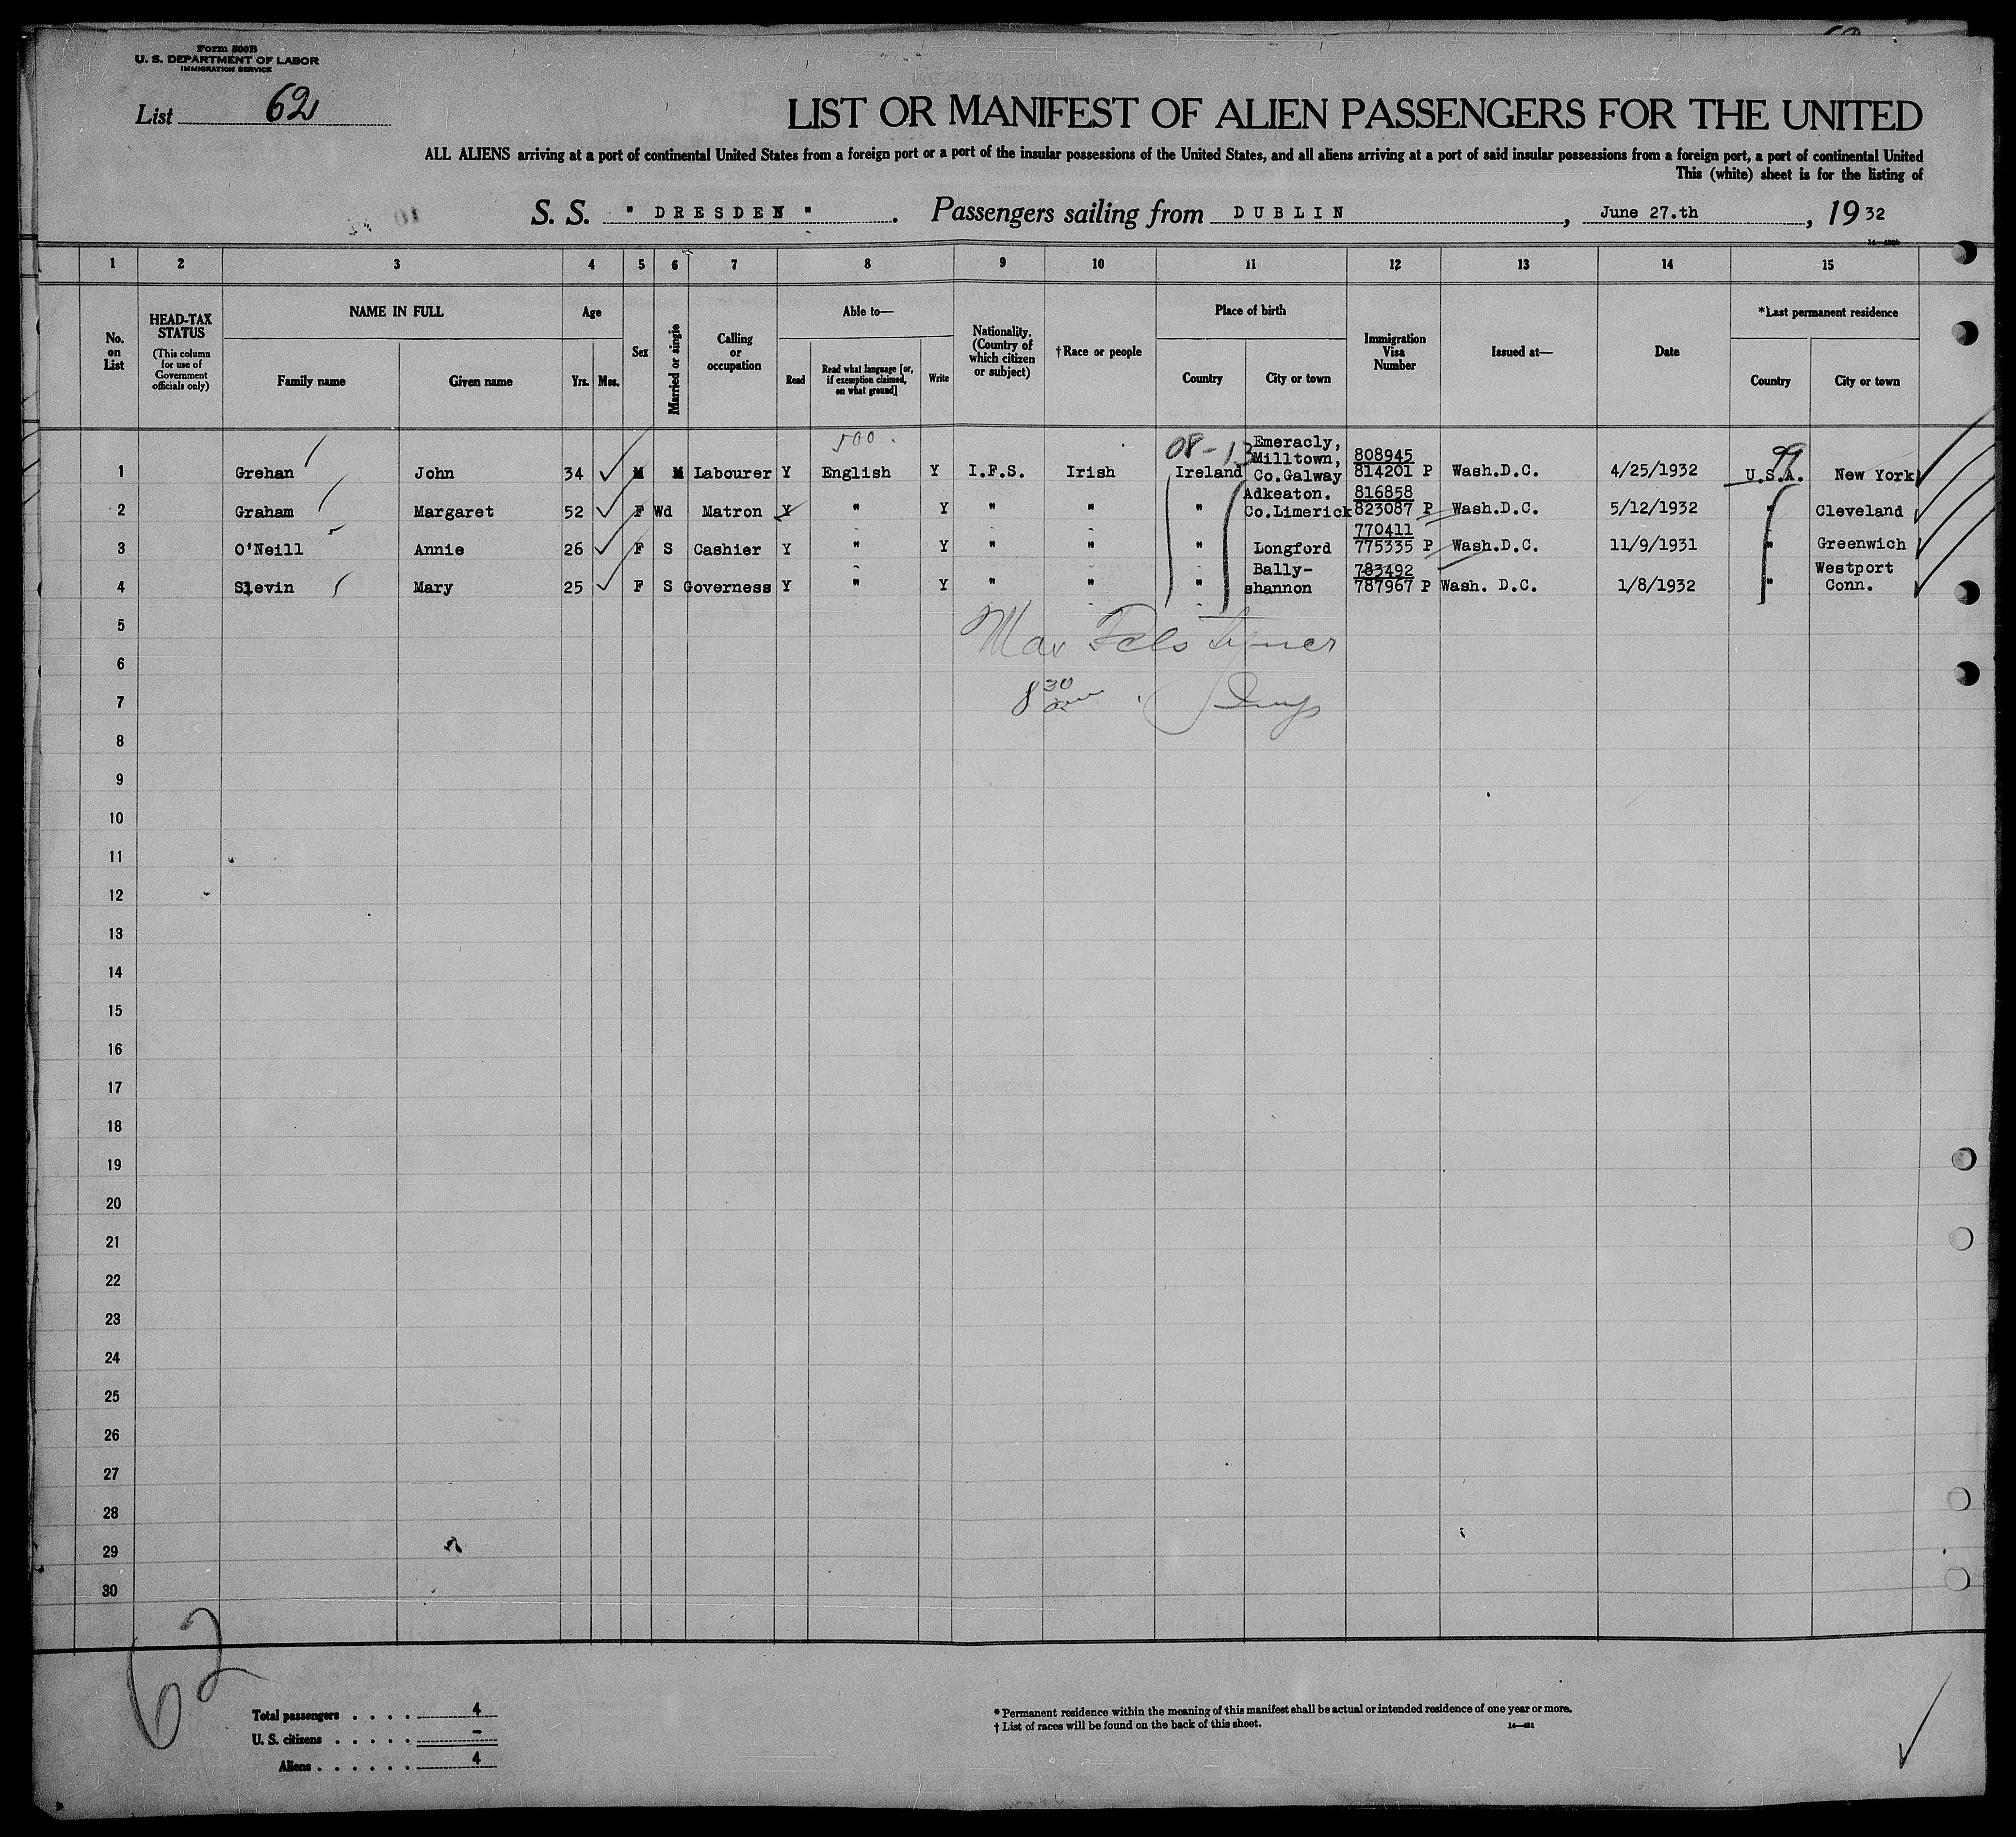 Form 500B
U. S. DEPARTMENT OF LABOR
IMMIGRATION SERVICE
List 62
LIST OR MANIFEST OF ALIEN PASSENGERS FOR THE UNITED
ALL ALIENS arriving at a port of continental United States from a foreign port or a port of the insular possessions of the United States, and all aliens arriving at a port of said insular possessions from a foreign port, a port of continental United
This (white) sheet is for the listing of
S. S. " DRESDEN " . Passengers sailing from DUBLIN , June 27.th , 19 32
1 2 3 4 5 6 7 8 9 10 11 12 13 14 15
No. on List
HEAD-TAX STATUS
(This column for use of Government officials only)
NAME IN FULL
Family name Given name
Age
Yrs. Mos.
Sex
Married or single
Calling or occupation
Able to—
Read
Read what language [or, if exemption claimed, on what ground]
Write
Nationality. (Country of which citizen or subject)
†Race or people
Place of birth
Country City or town
Immigration Visa Number
Issued at—
Date
*Last permanent residence
Country City or town
500. 08-13 Emeracly, 99
Milltown, 808945
1 Grehan John 34 M M Labourer Y English Y I.F.S. Irish Ireland Co.Galway 814201 P Wash.D.C. 4/25/1932 U.S.A. New York
Adkeaton. 816858
2 Graham Margaret 52 F Wd Matron Y " Y " " " Co.Limerick 823087 P Wash.D.C. 5/12/1932 " Cleveland
770411
3 O'Neill Annie 26 F S Cashier Y " Y " " " Longford 775335 P Wash.D.C. 11/9/1931 " Greenwich
Bally- 783492 Westport
4 Slevin Mary 25 F S Governess Y " Y " " " shannon 787967 P Wash. D.C. 1/8/1932 " Conn.
5
6
7 8 30
8
9
10
11
12
13
14
15
16
17
18
19
20
21
22
23
24
25
26
27
28
29
30
62
Total passengers . . . . 4
U. S. citizens . . . . . -
Aliens . . . . . . 4
* Permanent residence within the meaning of this manifest shall be actual or intended residence of one year or more.
† List of races will be found on the back of this sheet.